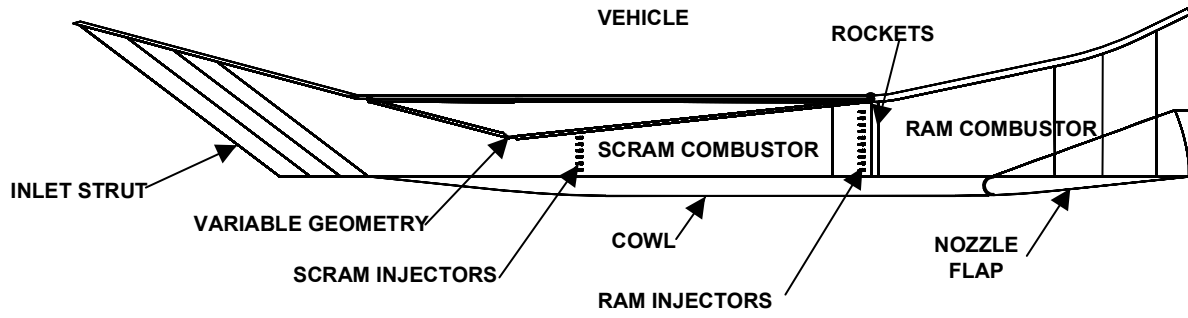 VEHICLE
ROCKETS
SCRAM COMBUSTOR
RAM COMBUSTOR
INLET STRUT
VARIABLE GEOMETRY
COWL
NOZZLE
FLAP
SCRAM INJECTORS
RAM INJECTORS